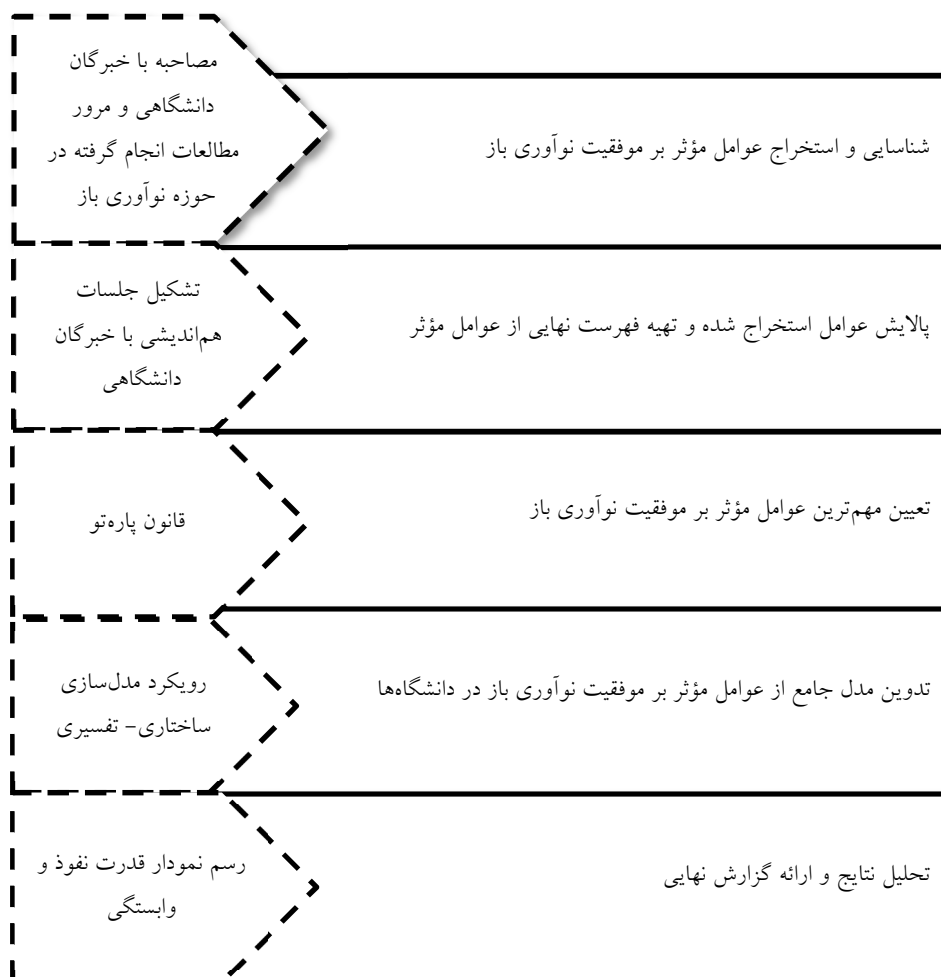 مصاحبه با خبرگان
دانشگاهی و مرور
مطالعات انجام گرفته در
حوزه نوآوری باز
شناسایی و استخراج عوامل مؤثر بر موفقیت نوآوری باز
تشکیل جلسات
هم‌اندیشی با خبرگان
دانشگاهی
پالایش عوامل استخراج شده و تهیه فهرست نهایی از عوامل مؤثر
قانون پاره‌تو
تعیین مهم‌ترین عوامل مؤثر بر موفقیت نوآوری باز
رویکرد مدل‌سازی
ساختاری- تفسیری
تدوین مدل جامع از عوامل مؤثر بر موفقیت نوآوری باز در دانشگاه‌ها
رسم نمودار قدرت نفوذ و
وابستگی
تحلیل نتایج و ارائه گزارش نهایی